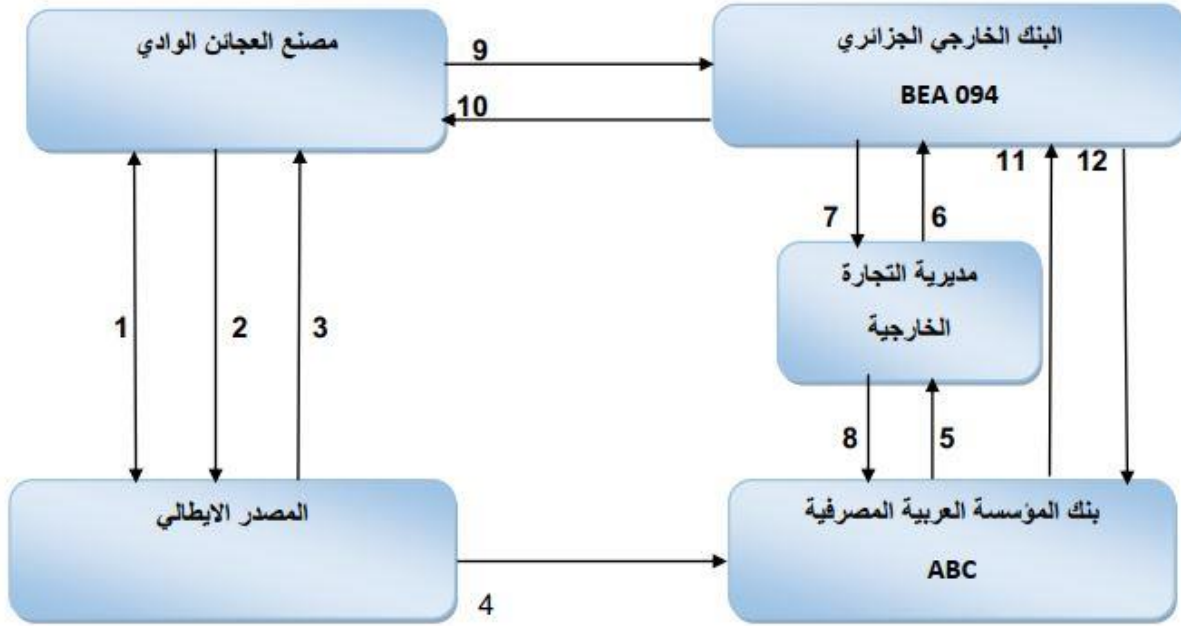 مصنع العجائن الوادي
البنك الخارجي الجزائري
BEA 094
9
10
11
12
7
6
مديرية التجارة
الخارجية
1
2
3
8
5
المصدر الايطالي
بنك المؤسسة العربية المصرفية
ABC
4